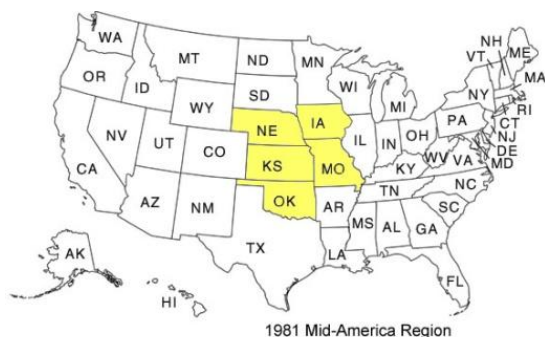 WA
MT
ND
MN
OR
ID
WY
SD
WI
MI
NH
VT
ME
MA
NY
RI
CT
NJ
DE
MD
PA
NV
UT
CO
NE
IA
IL
IN
OH
WV
VA
CA
KS
MO
KY
NC
TN
AZ
NM
OK
AR
SC
MS
AL
GA
TX
LA
FL
AK
HI
1981 Mid-America Region